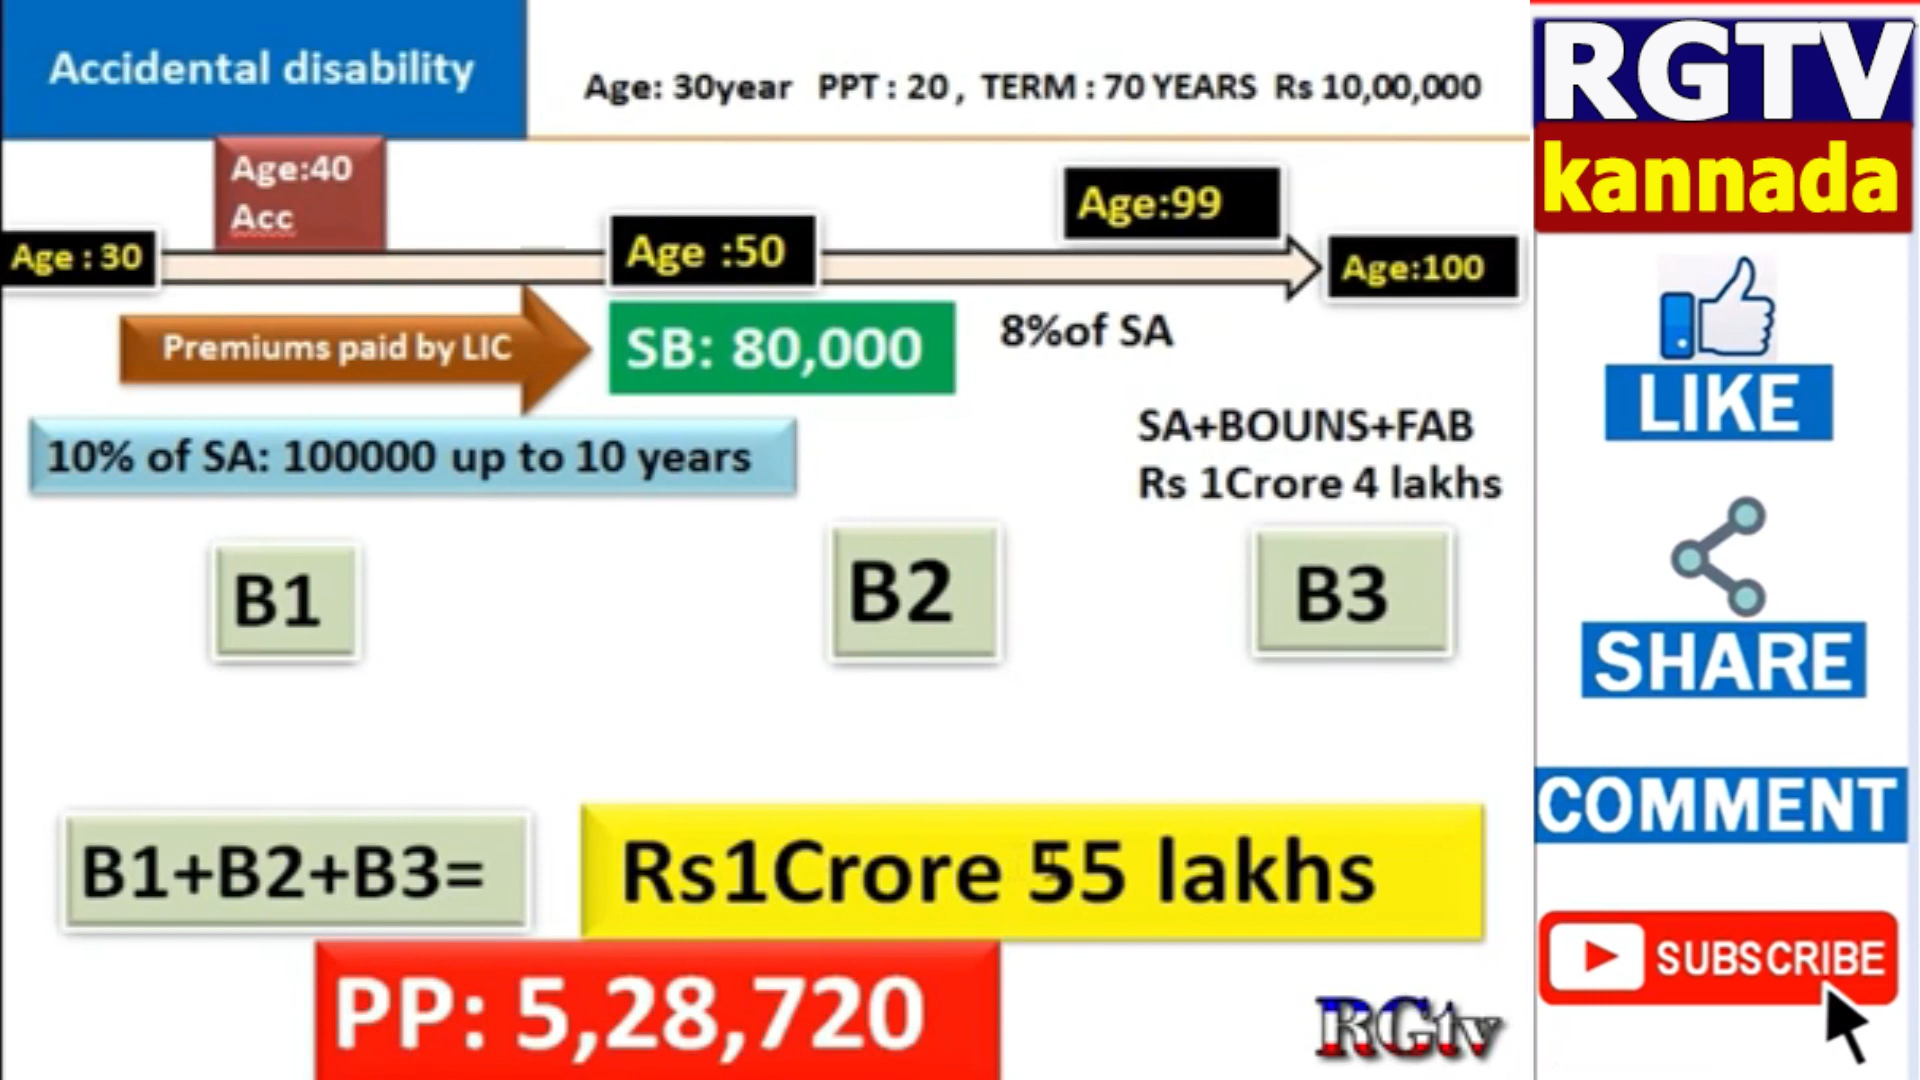 Accidental disability
Age: 30year PPT : 20 , TERM : 70 YEARS Rs 10,00,000
Age:40
Acc
Age : 30
Age :50
Age:99
Age:100
Premiums paid by LIC
SB: 80,000
8%of SA
10% of SA: 100000 up to 10 years
SA+BOUNS+FAB
Rs 1Crore 4 lakhs
B1
B2
B3
B1+B2+B3=
Rs1Crore 55 lakhs
PP: 5,28,720
RGtv
RGTV
kannada
LIKE
SHARE
COMMENT
SUBSCRIBE